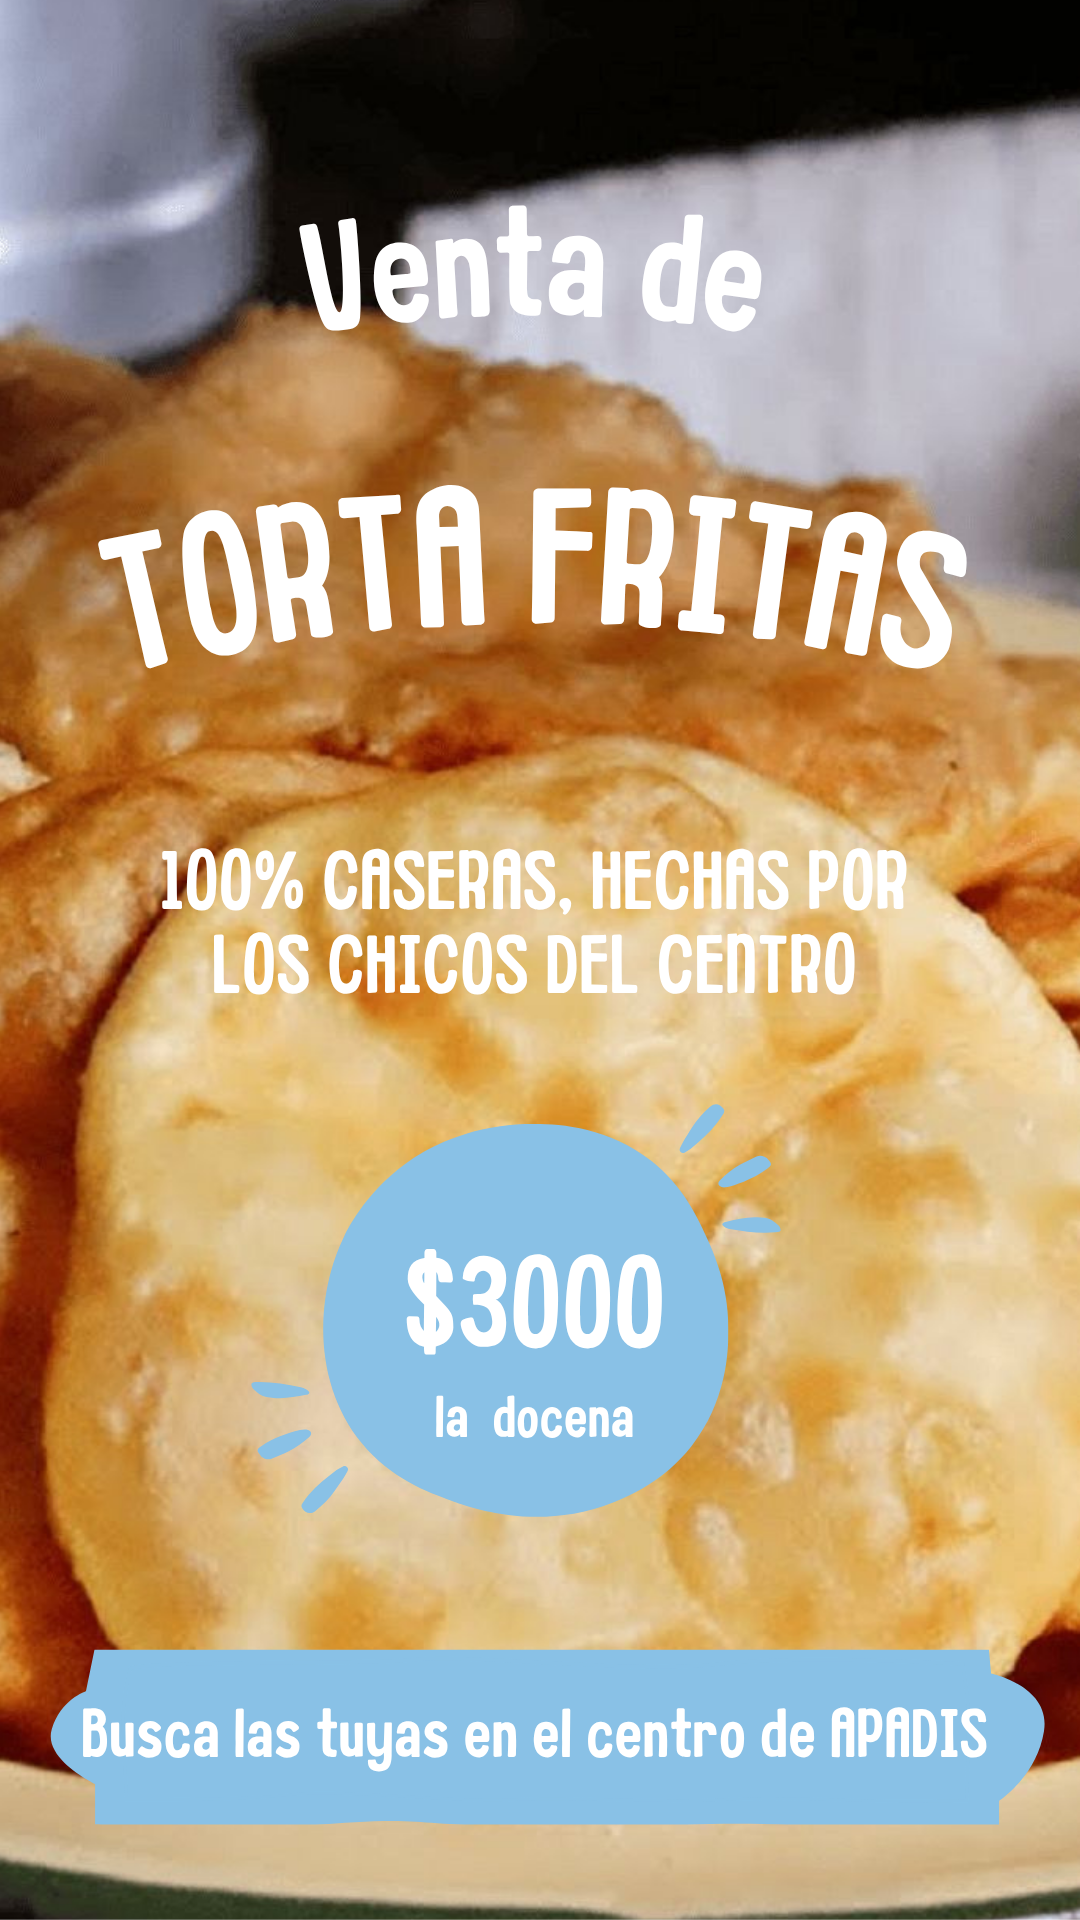 Venta de
TORTA FRITAS
100% CASERAS, HECHAS POR
LOS CHICOS DEL CENTRO
$3000
la docena
Busca las tuyas en el centro de APADIS